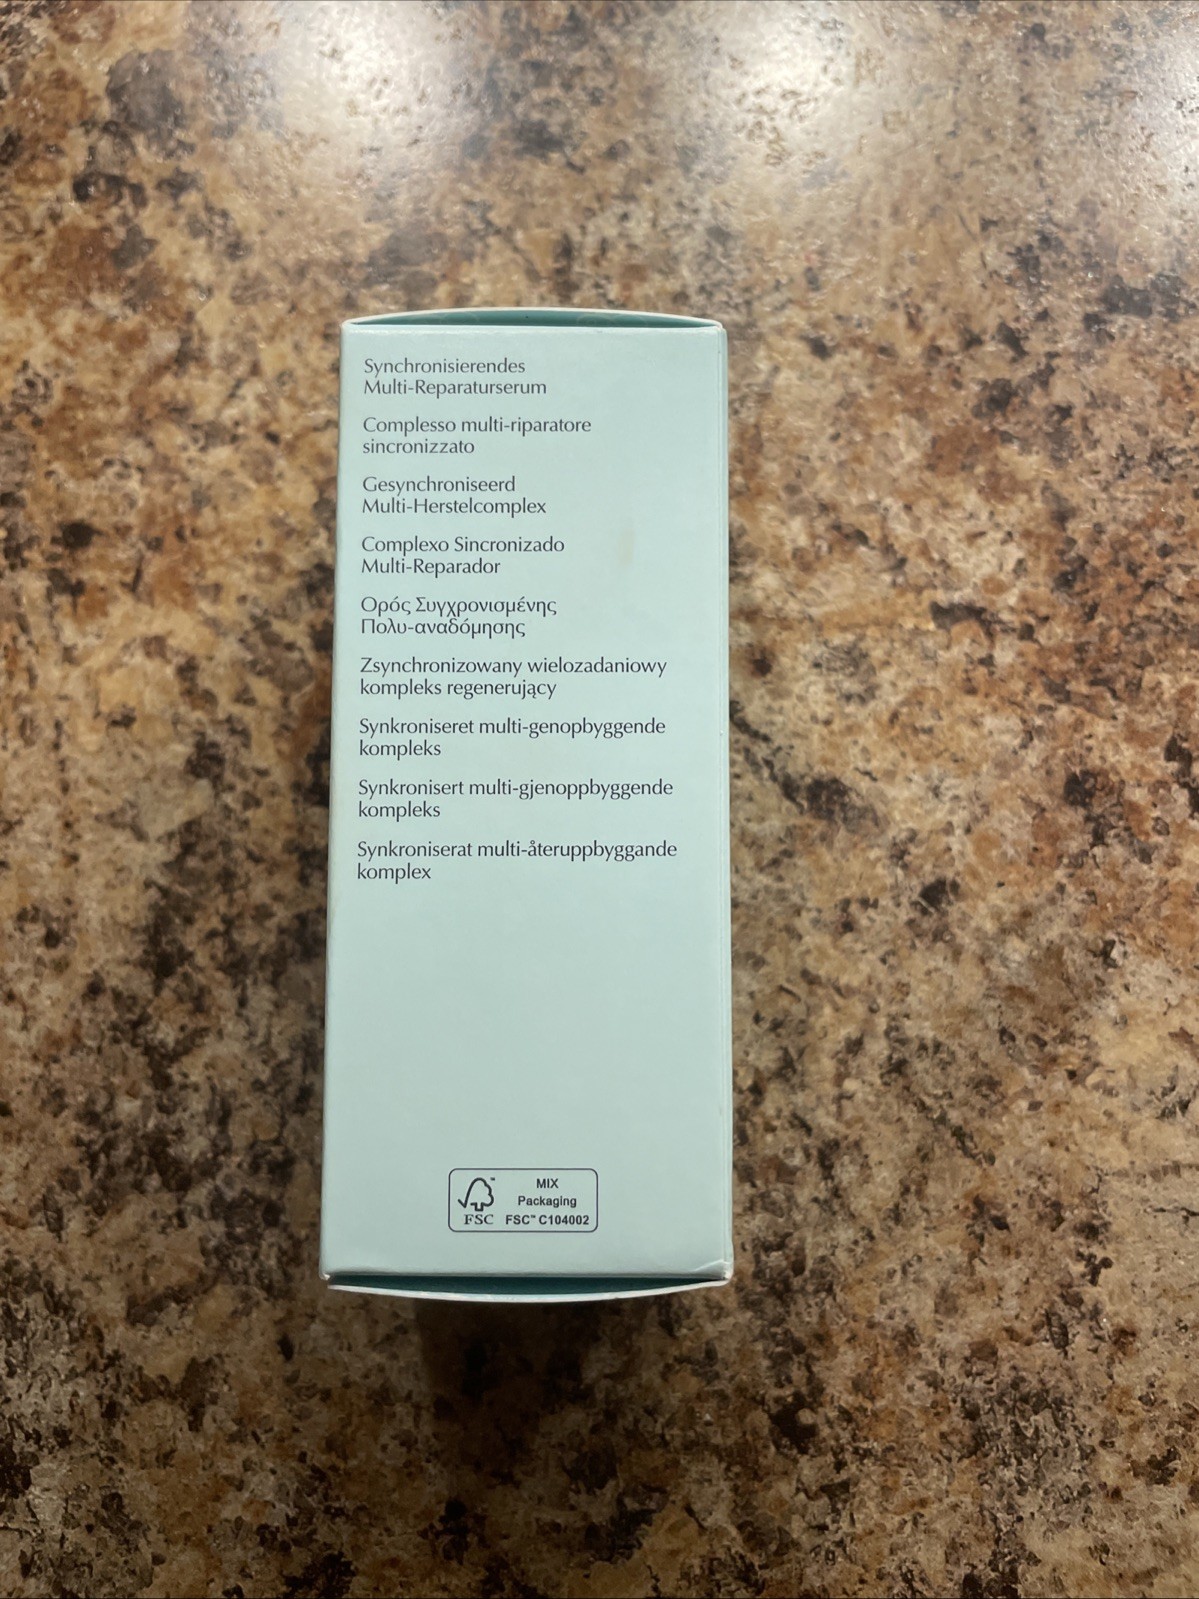 Synchronisierendes
Multi-Reparaturserum
Complesso multi-riparatore
sincronizzato
Gesynchroniseerd
Multi-Herstelcomplex
Complexo Sincronizado
Multi-Reparador
Ορός Συγχρονισμένης
Πολυ-αναδόμησης
Zsynchronizowany wielozadaniowy
kompleks regenerujący
Synkroniseret multi-genopbyggende
kompleks
Synkronisert multi-gjenoppbyggende
kompleks
Synkroniserat multi-återuppbyggande
komplex
MIX
Packaging
FSC™ C104002
FSC